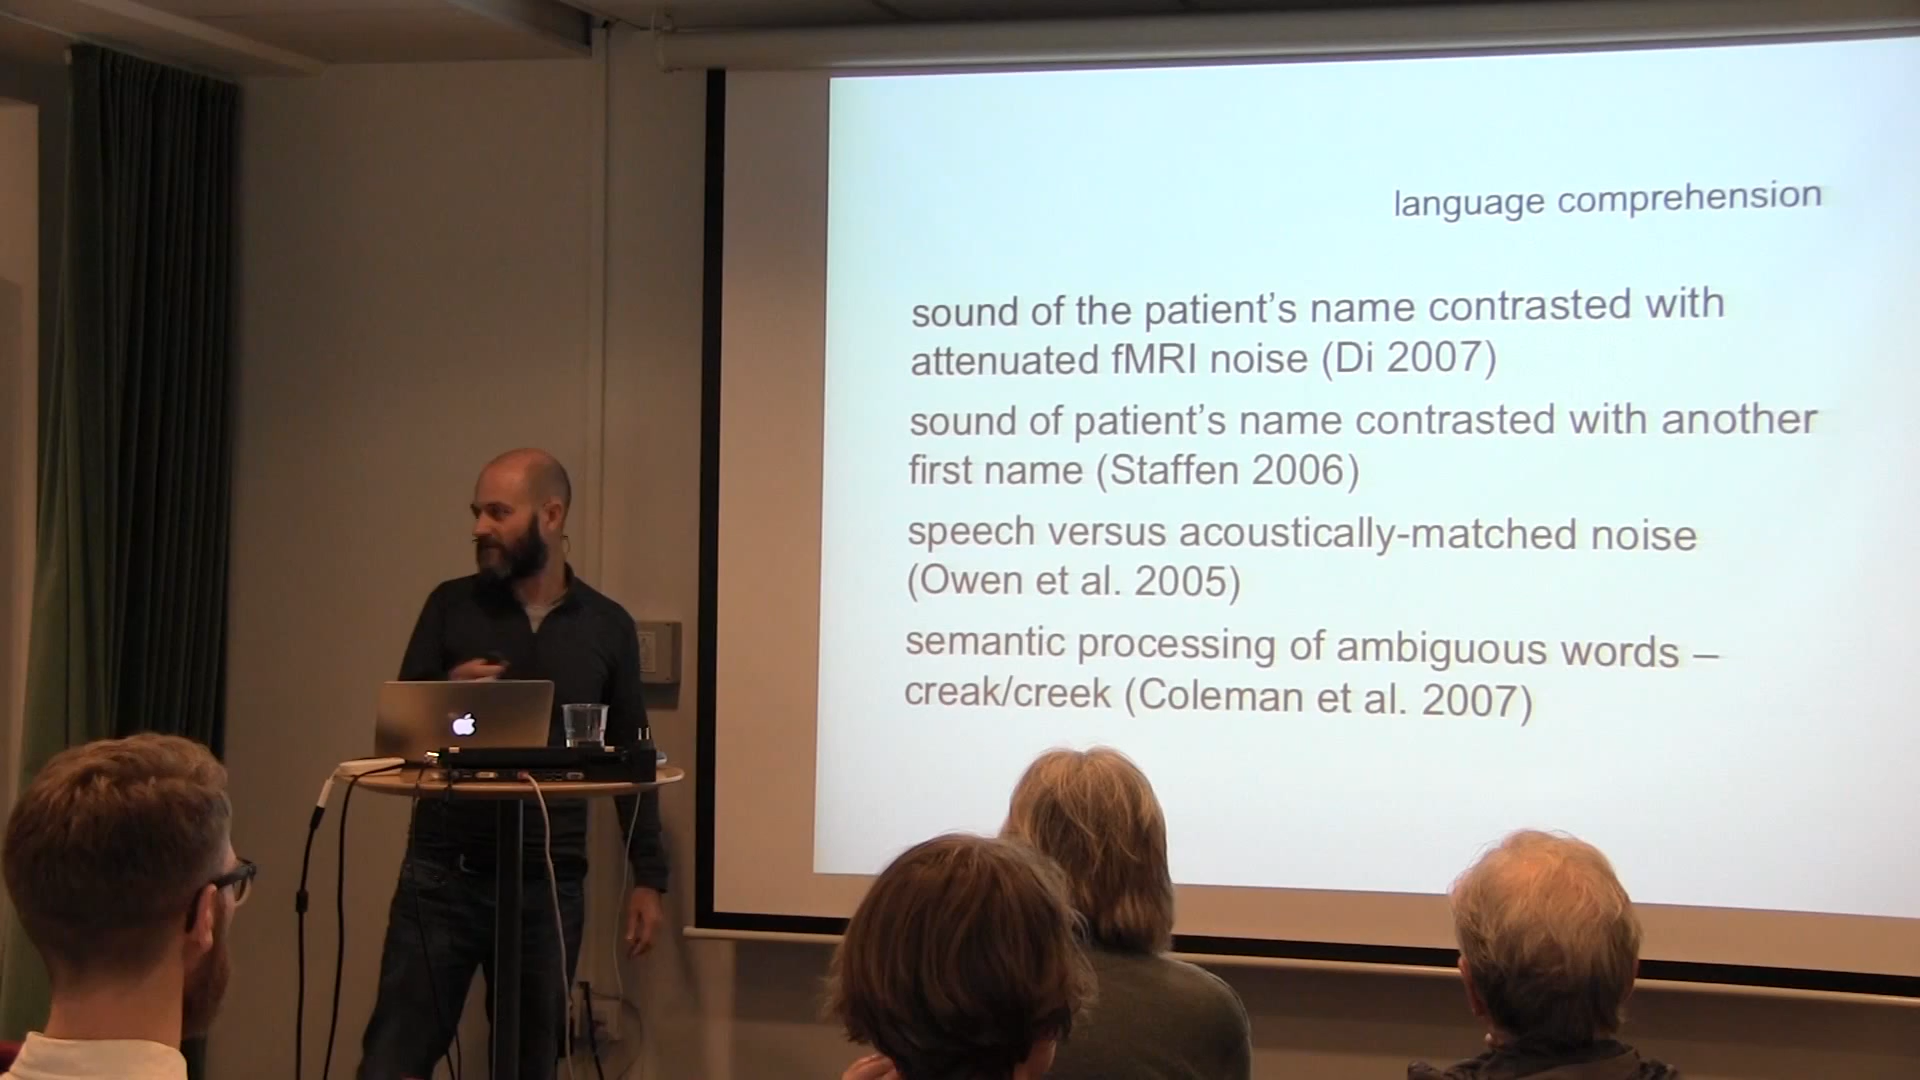 language comprehension
sound of the patient’s name contrasted with
attenuated fMRI noise (Di 2007)
sound of patient’s name contrasted with another
first name (Staffen 2006)
speech versus acoustically-matched noise
(Owen et al. 2005)
semantic processing of ambiguous words –
creak/creek (Coleman et al. 2007)